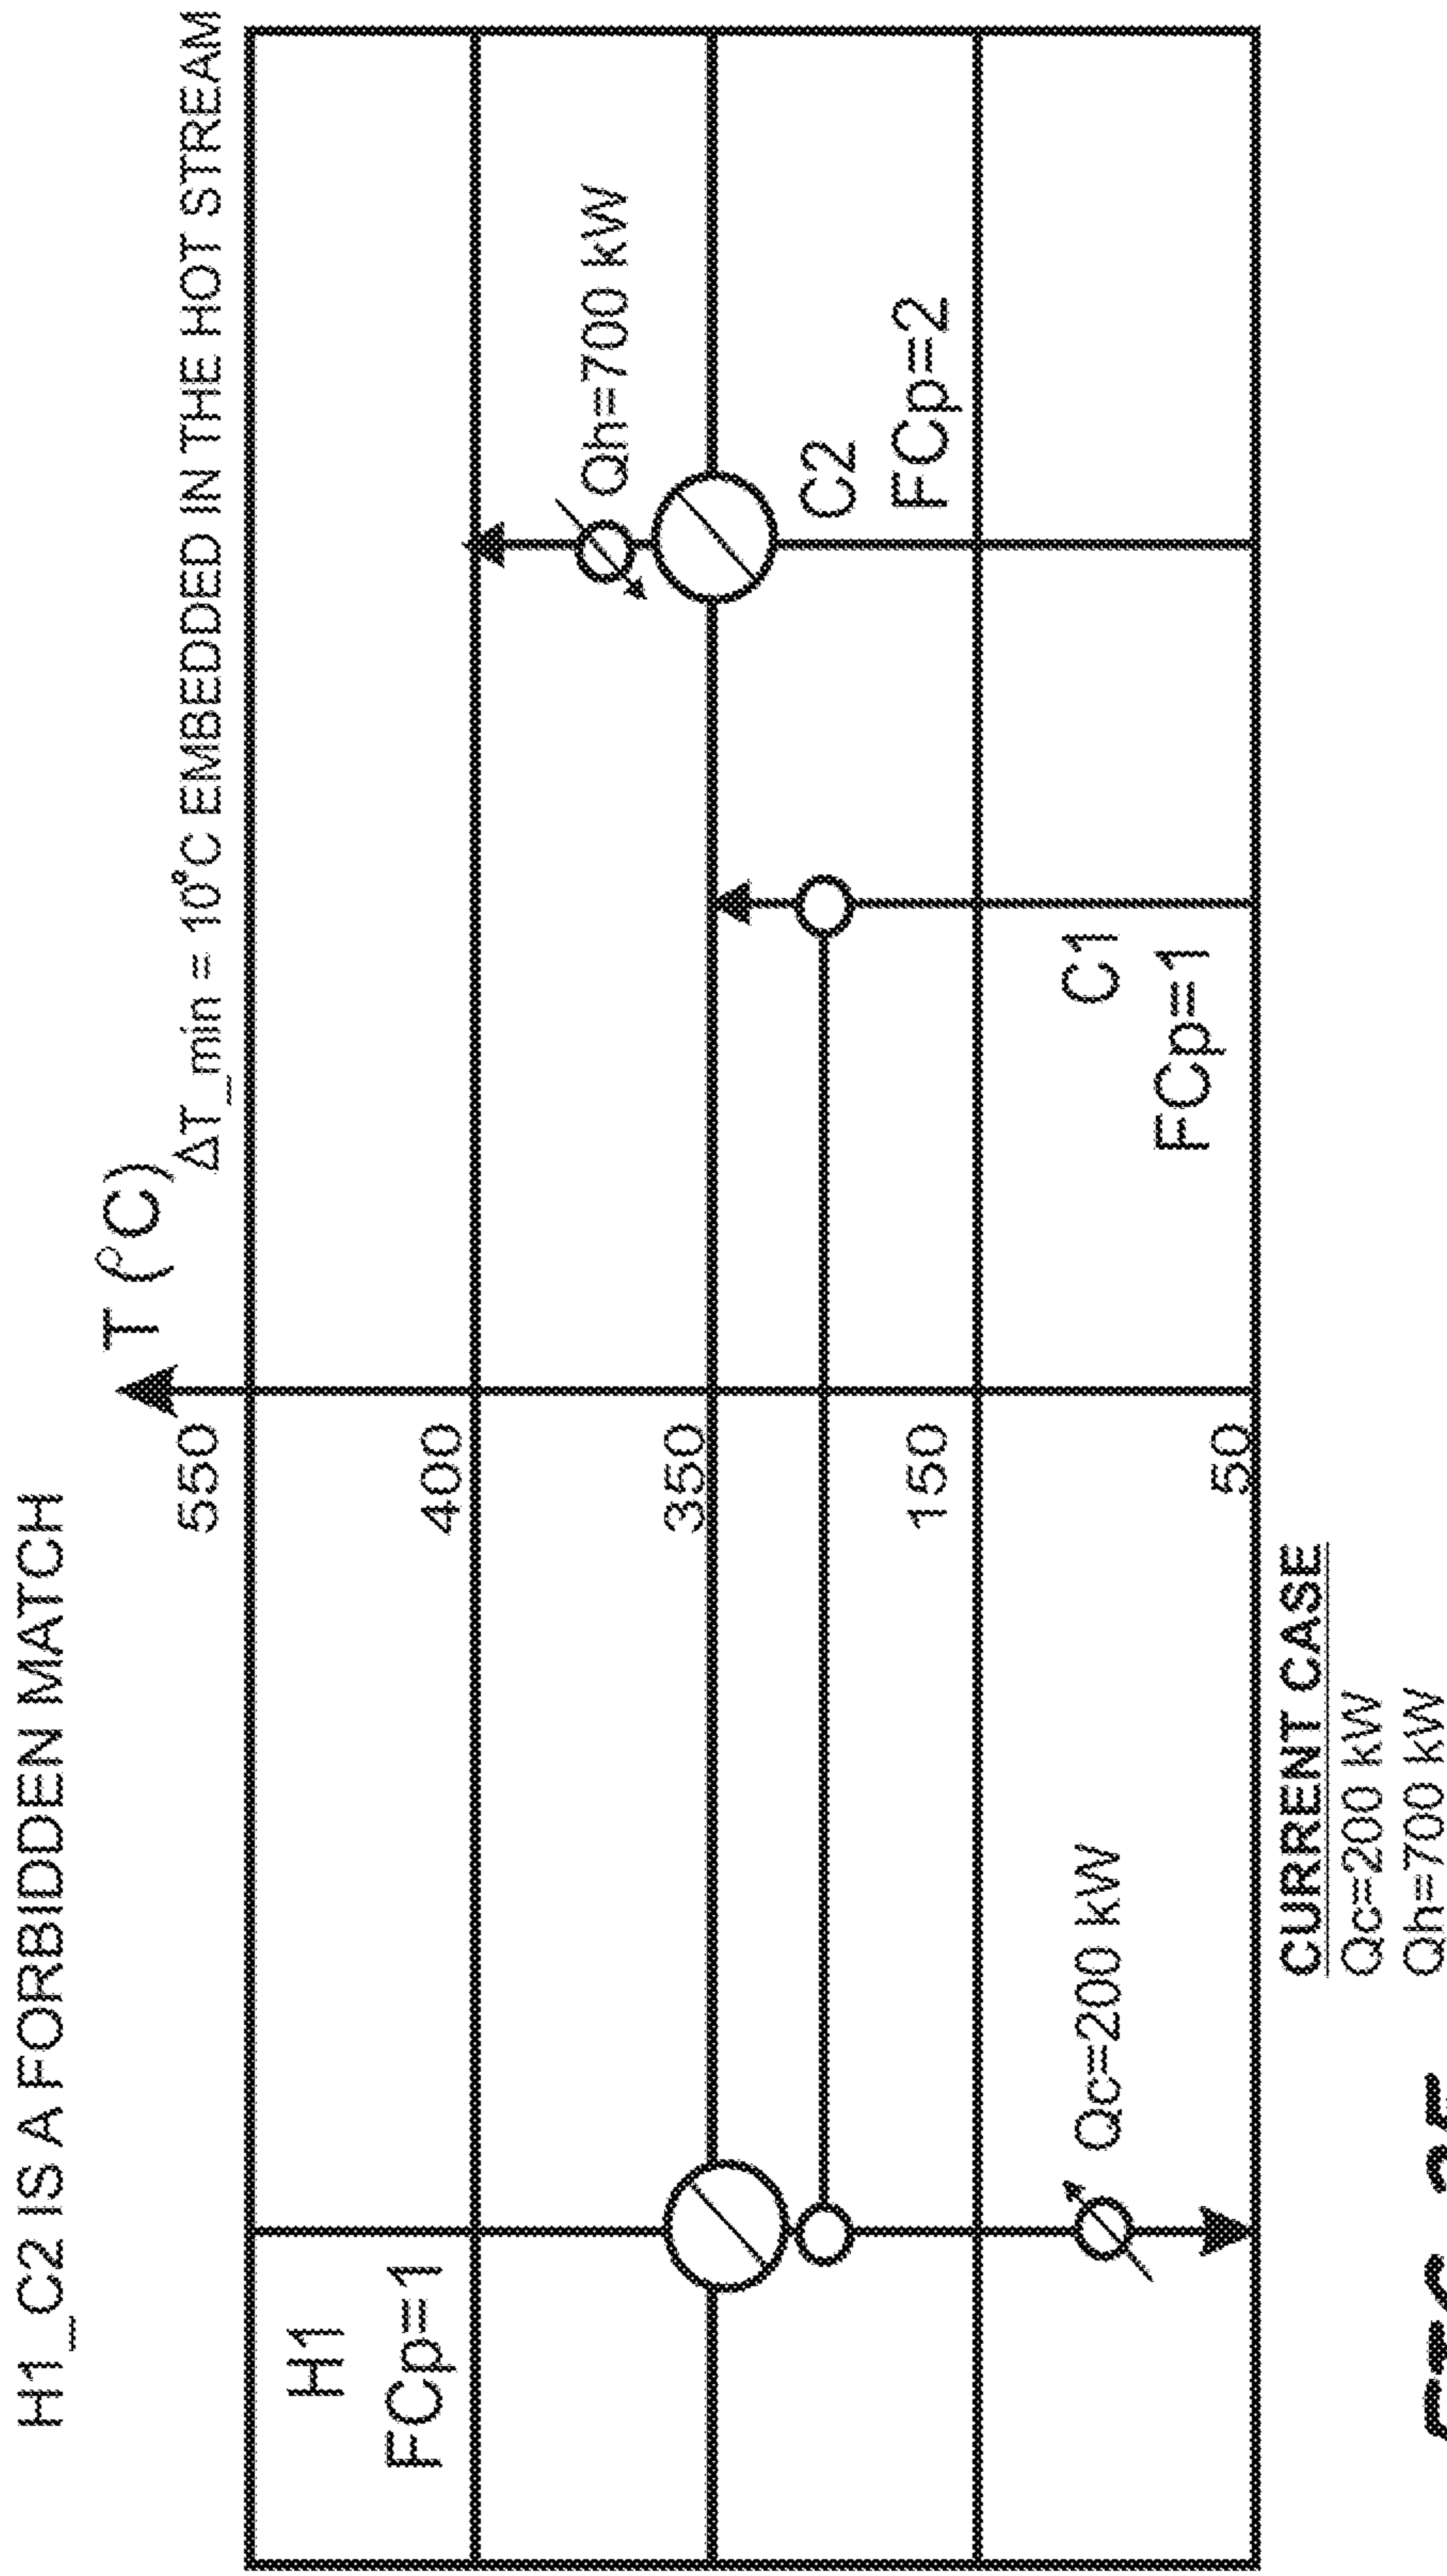 H1_C2 IS A FORBIDDEN MATCH
T (°C)
ΔT_min = 10°C EMBEDDED IN THE HOT STREAM
550
H1
FCp=1
400
Qh=700 kW
350
C2
FCp=2
150
C1
FCp=1
Qc=200 kW
50
CURRENT CASE
Qc=200 kW
Qh=700 kW